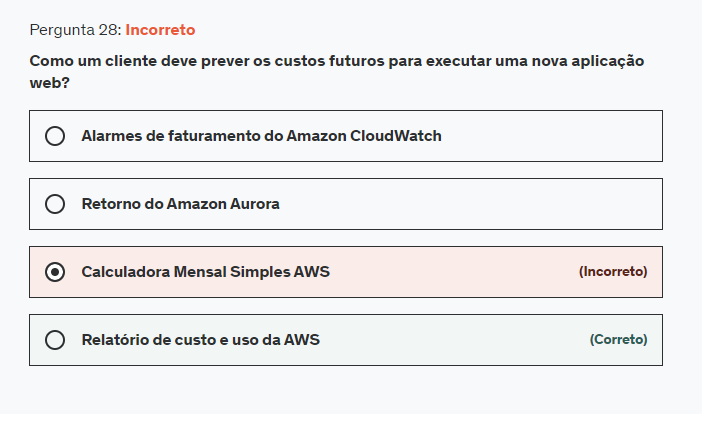 Pergunta 28: Incorreto
Como um cliente deve prever os custos futuros para executar uma nova aplicação
web?
Alarmes de faturamento do Amazon CloudWatch
Retorno do Amazon Aurora
Calculadora Mensal Simples AWS (Incorreto)
Relatório de custo e uso da AWS (Correto)